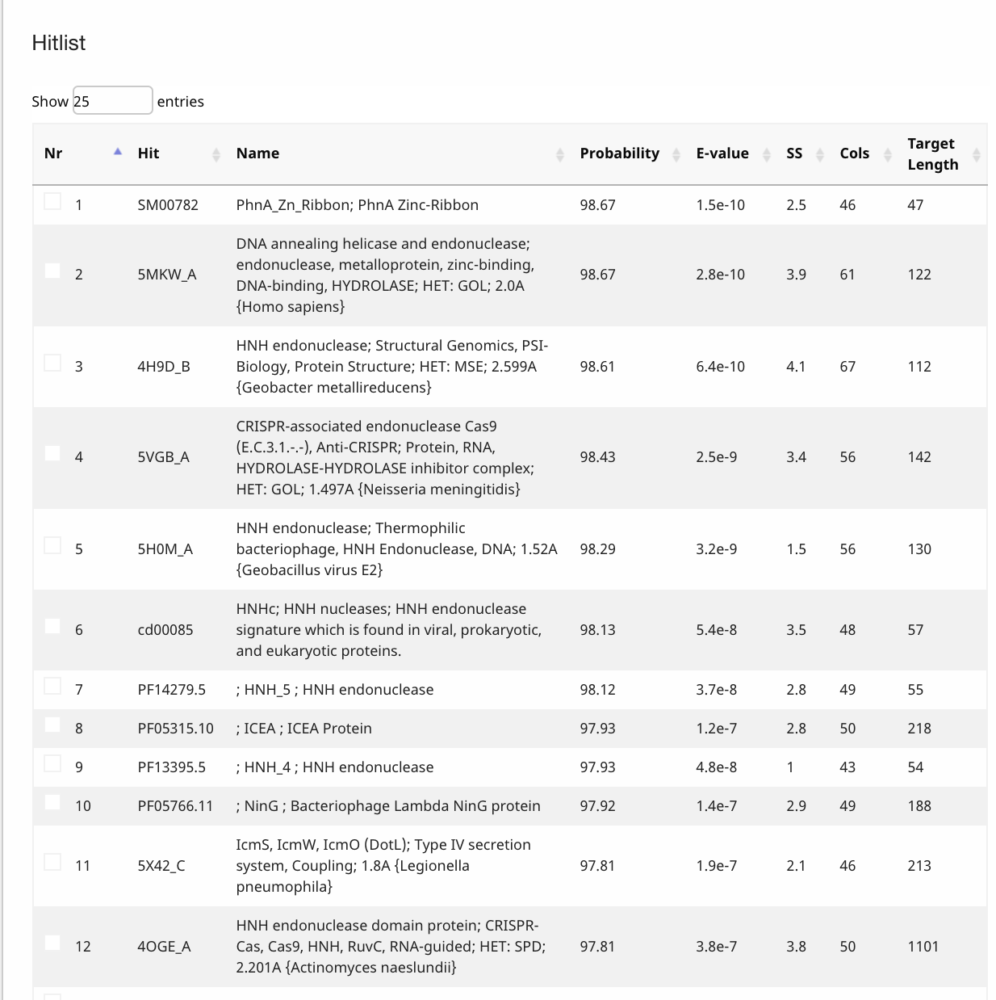 Hitlist
Show 25 entries
Nr Hit Name Probability E-value SS Cols Target Length
1 SM00782 PhnA_Zn_Ribbon; PhnA Zinc-Ribbon 98.67 1.5e-10 2.5 46 47
DNA annealing helicase and endonuclease;
endonuclease, metalloprotein, zinc-binding,
2 5MKW_A DNA-binding, HYDROLASE; HET: GOL; 2.0A 98.67 2.8e-10 3.9 61 122
{Homo sapiens}
HNH endonuclease; Structural Genomics, PSI-
3 4H9D_B Biology, Protein Structure; HET: MSE; 2.599A 98.61 6.4e-10 4.1 67 112
{Geobacter metallireducens}
CRISPR-associated endonuclease Cas9
(E.C.3.1.-.-), Anti-CRISPR; Protein, RNA,
4 5VGB_A HYDROLASE-HYDROLASE inhibitor complex; 98.43 2.5e-9 3.4 56 142
HET: GOL; 1.497A {Neisseria meningitidis}
HNH endonuclease; Thermophilic
5 5H0M_A bacteriophage, HNH Endonuclease, DNA; 1.52A 98.29 3.2e-9 1.5 56 130
{Geobacillus virus E2}
HNHc; HNH nucleases; HNH endonuclease
6 cd00085 signature which is found in viral, prokaryotic, 98.13 5.4e-8 3.5 48 57
and eukaryotic proteins.
7 PF14279.5 ; HNH_5 ; HNH endonuclease 98.12 3.7e-8 2.8 49 55
8 PF05315.10 ; ICEA ; ICEA Protein 97.93 1.2e-7 2.8 50 218
9 PF13395.5 ; HNH_4 ; HNH endonuclease 97.93 4.8e-8 1 43 54
10 PF05766.11 ; NinG ; Bacteriophage Lambda NinG protein 97.92 1.4e-7 2.9 49 188
IcmS, IcmW, IcmO (DotL); Type IV secretion
11 5X42_C system, Coupling; 1.8A {Legionella 97.81 1.9e-7 2.1 46 213
pneumophila}
HNH endonuclease domain protein; CRISPR-
12 4OGE_A Cas, Cas9, HNH, RuvC, RNA-guided; HET: SPD; 97.81 3.8e-7 3.8 50 1101
2.201A {Actinomyces naeslundii}